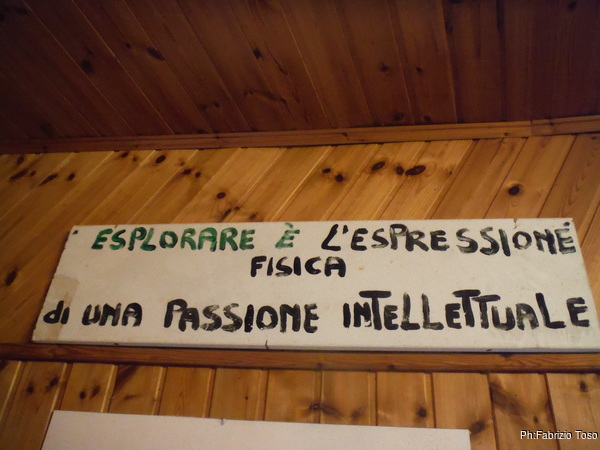 ESPLORARE È L'ESPRESSIONE
FISICA
di UNA PASSIONE INTELLETTUALE
Ph:Fabrizio Toso